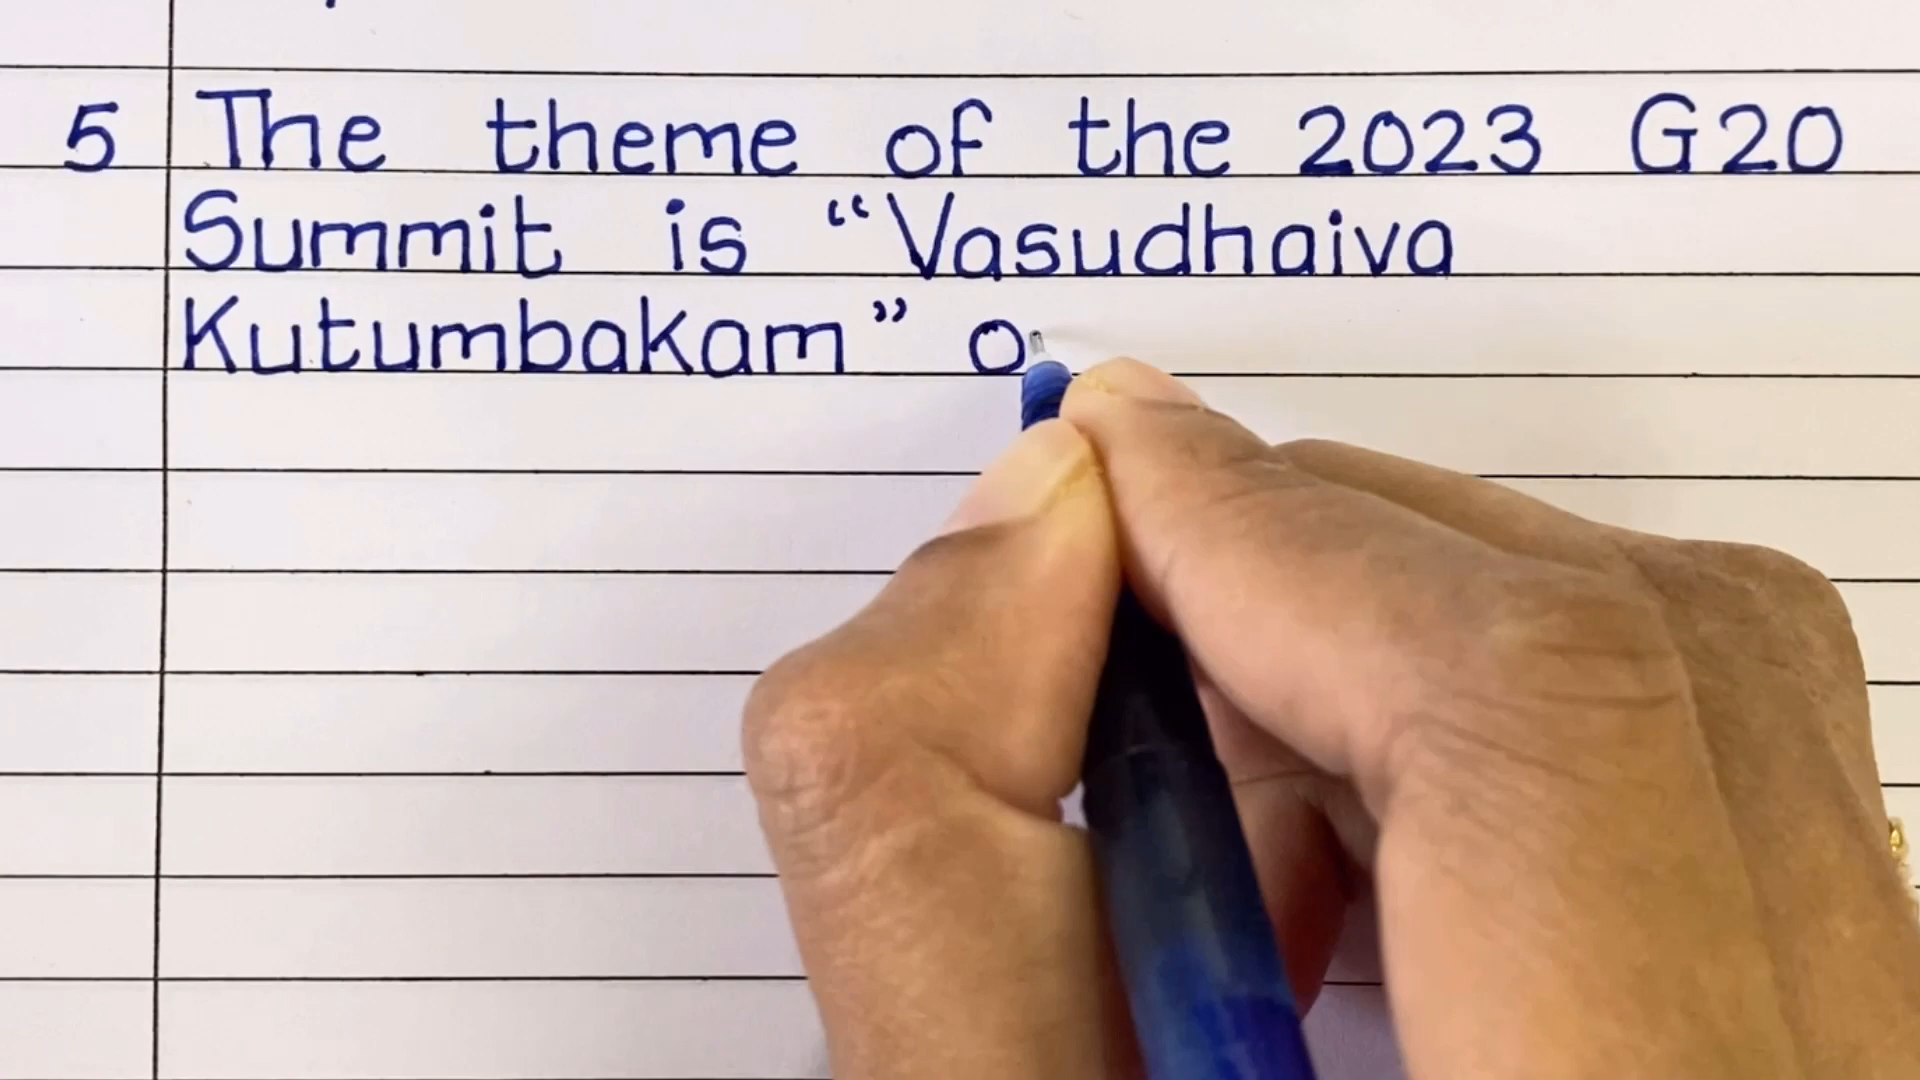 5 The theme of the 2023 G20
Summit is “Vasudhaiva
Kutumbakam” o